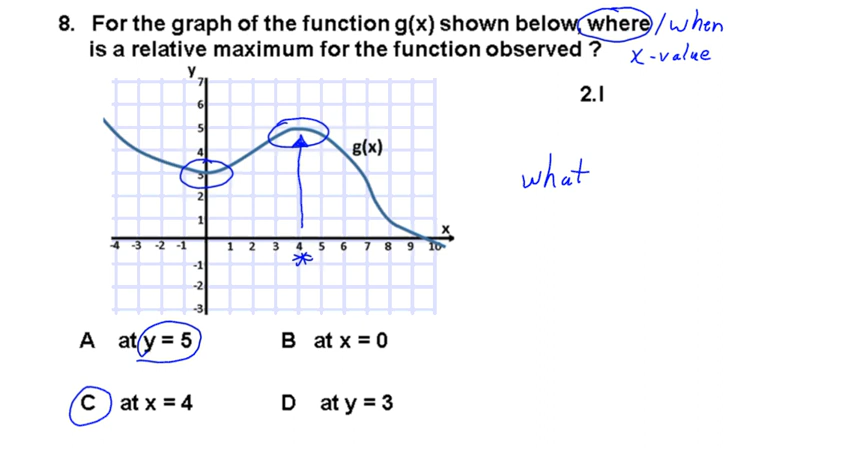 8. For the graph of the function g(x) shown below, where / when
is a relative maximum for the function observed ? x-value
2.I
y
7
6
5
4
3
2
1
g(x)
what
x
-4 -3 -2 -1 1 2 3 4 5 6 7 8 9 10
*
-1
-2
-3
A at y = 5 B at x = 0
C at x = 4 D at y = 3